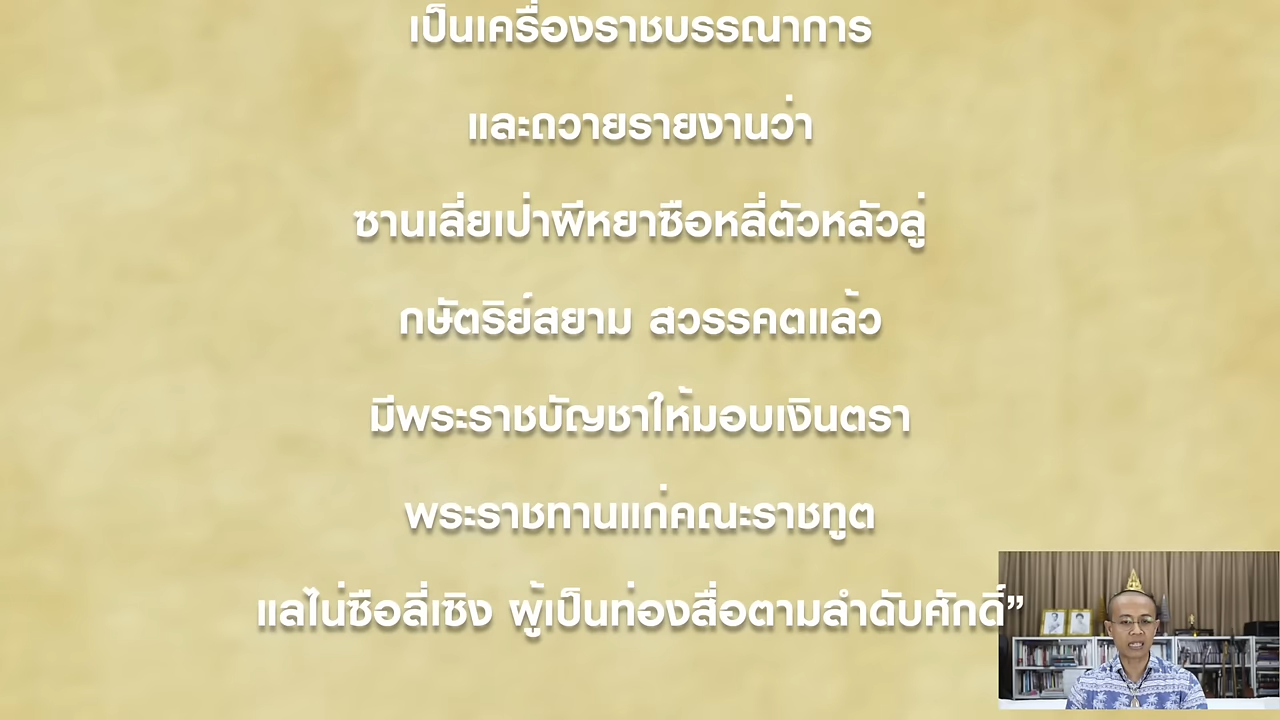 เป็นเครื่องราชบรรณาการ
และถวายรายงานว่า
ซานเลี่ยเป่าผีหยาซือหลี่ตัวหลัวลู่
กษัตริย์สยาม สวรรคตแล้ว
มีพระราชบัญชาให้มอบเงินตรา
พระราชทานแก่คณะราชทูต
แลไน่ซือลี่เซิง ผู้เป็นท่องสื่อตามลำดับศักดิ์”